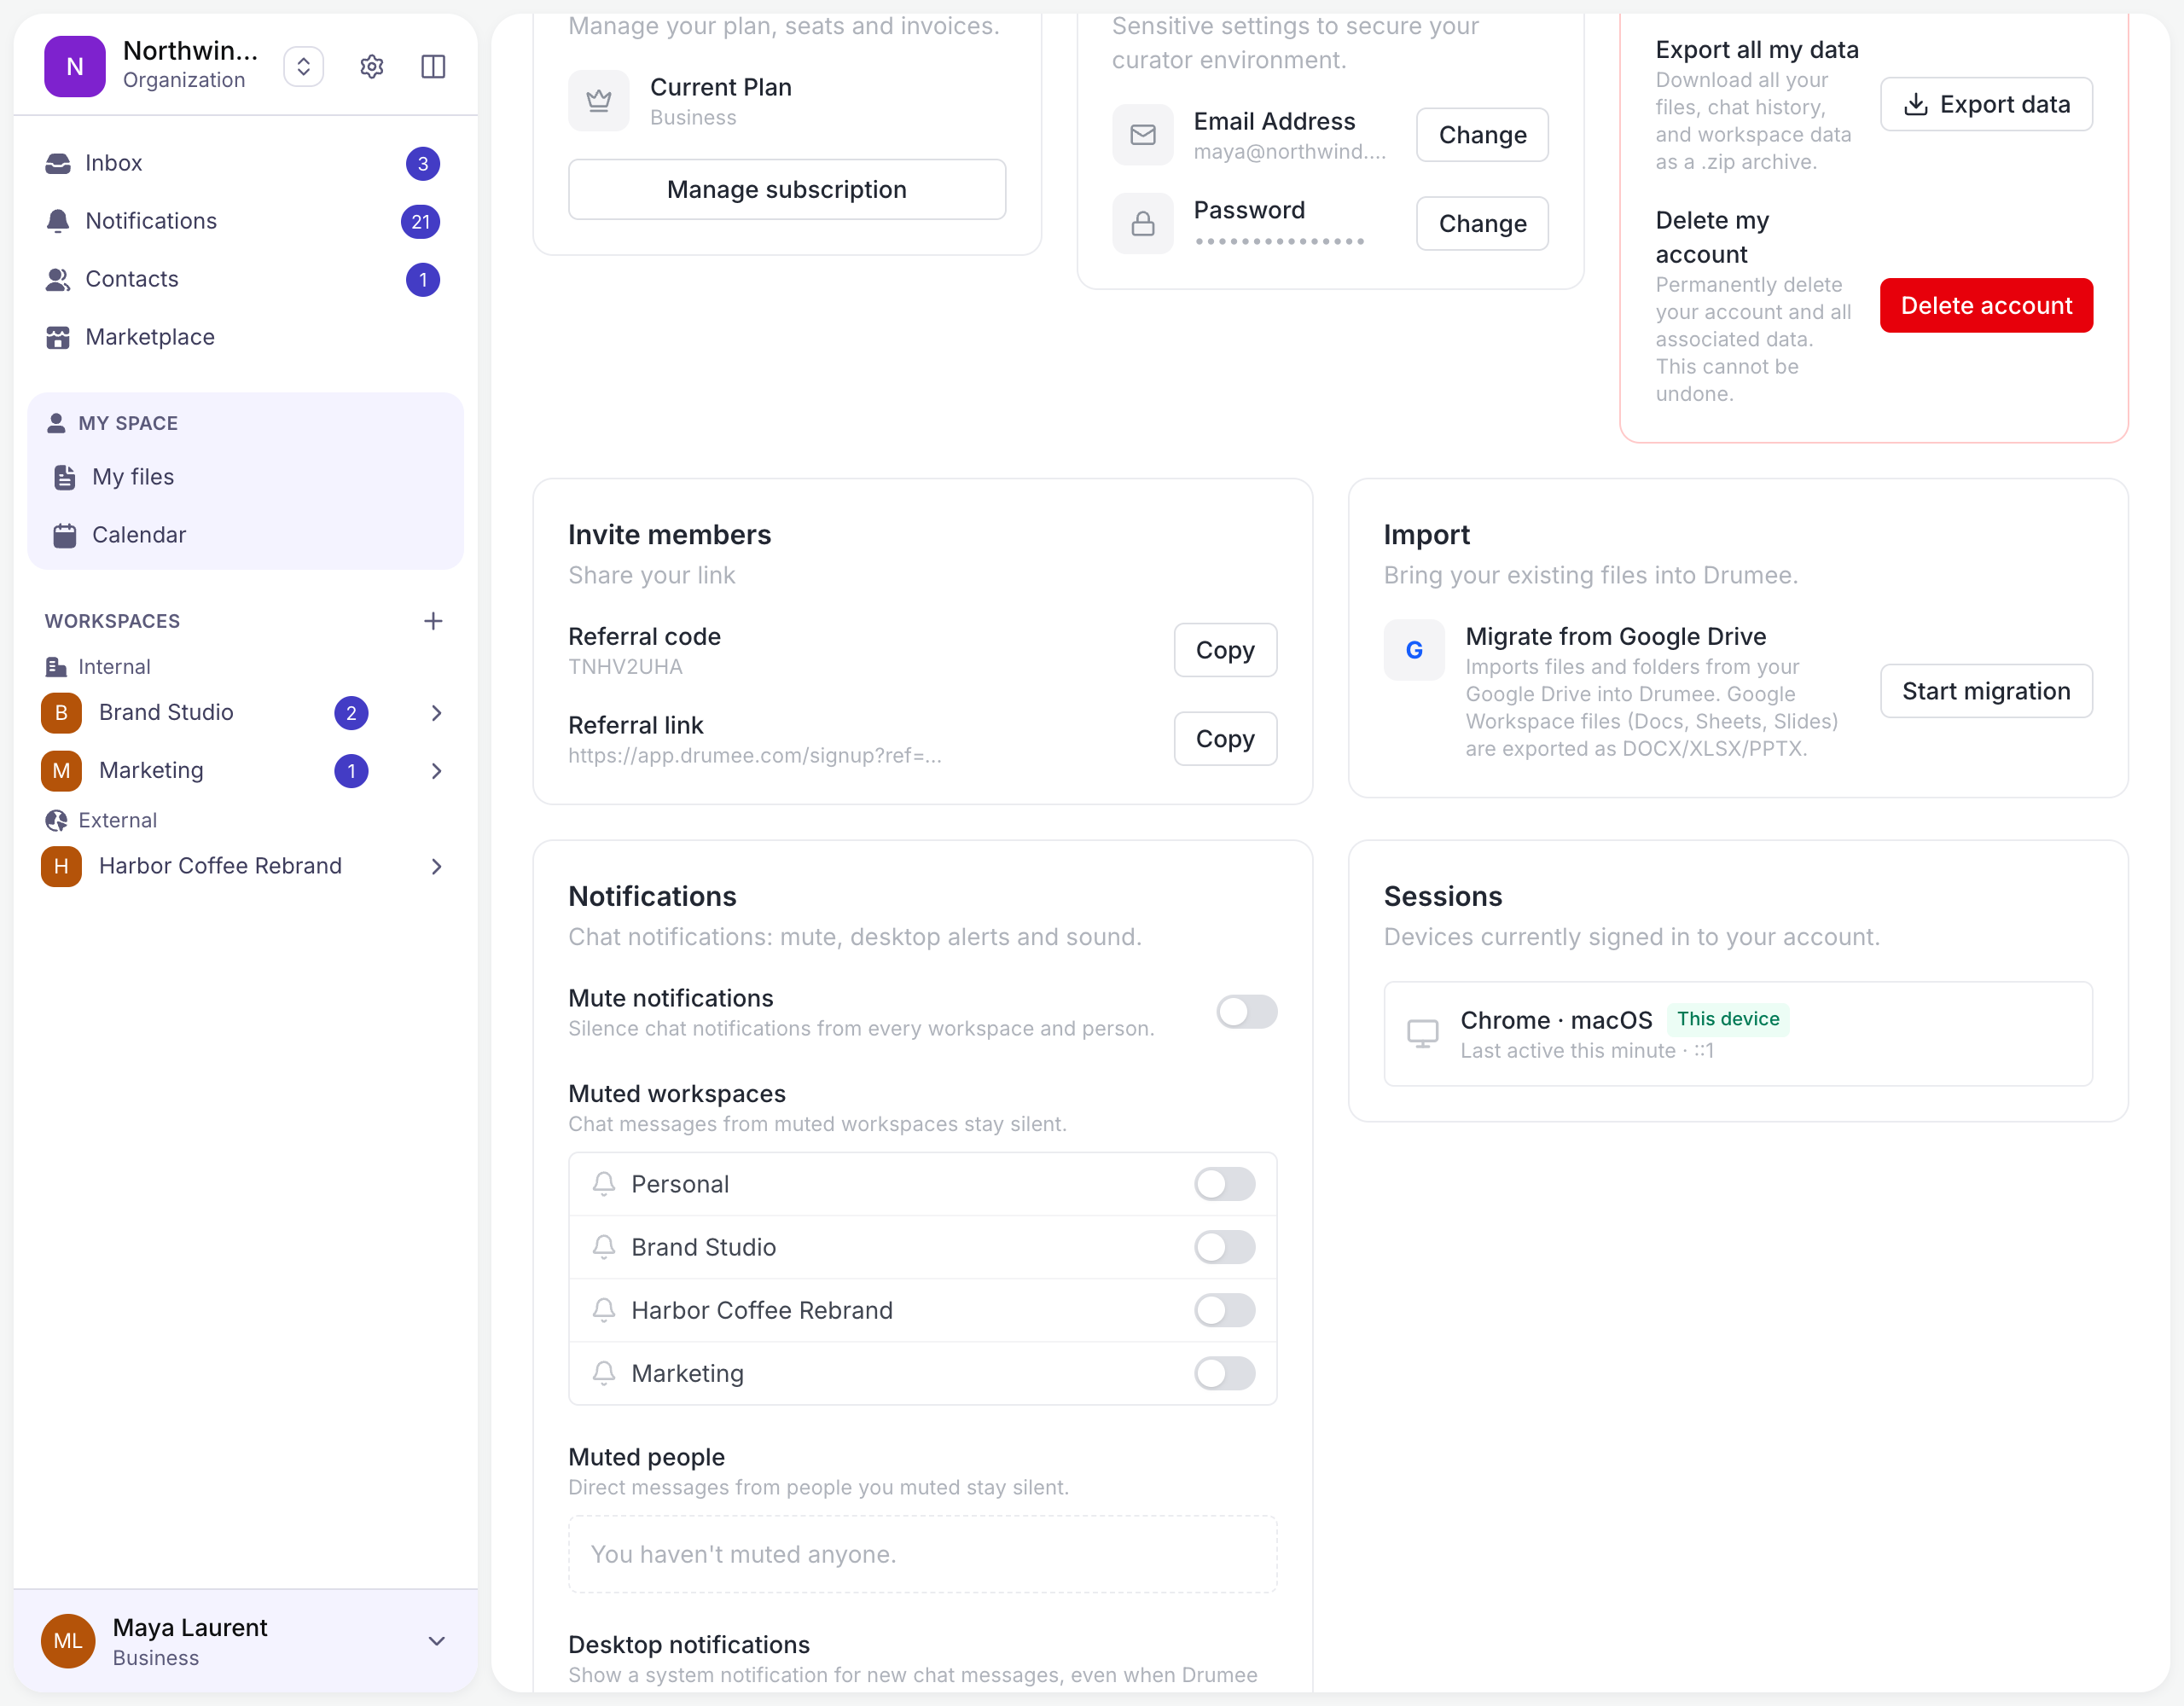 N
Northwin...
Organization
Inbox
3
Notifications
21
Contacts
1
Marketplace
MY SPACE
My files
Calendar
WORKSPACES
Internal
B
Brand Studio
2
M
Marketing
1
External
H
Harbor Coffee Rebrand
ML
Maya Laurent
Business
Manage your plan, seats and invoices.
Current Plan
Business
Manage subscription
Sensitive settings to secure your
curator environment.
Email Address
maya@northwind....
Change
Password
••••••••••••••
Change
Export all my data
Download all your
files, chat history,
and workspace data
as a .zip archive.
Export data
Delete my
account
Permanently delete
your account and all
associated data.
This cannot be
undone.
Delete account
Invite members
Share your link
Referral code
TNHV2UHA
Copy
Referral link
https://app.drumee.com/signup?ref=...
Copy
Import
Bring your existing files into Drumee.
G
Migrate from Google Drive
Imports files and folders from your
Google Drive into Drumee. Google
Workspace files (Docs, Sheets, Slides)
are exported as DOCX/XLSX/PPTX.
Start migration
Notifications
Chat notifications: mute, desktop alerts and sound.
Mute notifications
Silence chat notifications from every workspace and person.
Muted workspaces
Chat messages from muted workspaces stay silent.
Personal
Brand Studio
Harbor Coffee Rebrand
Marketing
Muted people
Direct messages from people you muted stay silent.
You haven't muted anyone.
Desktop notifications
Show a system notification for new chat messages, even when Drumee
Sessions
Devices currently signed in to your account.
Chrome · macOS
This device
Last active this minute · ::1